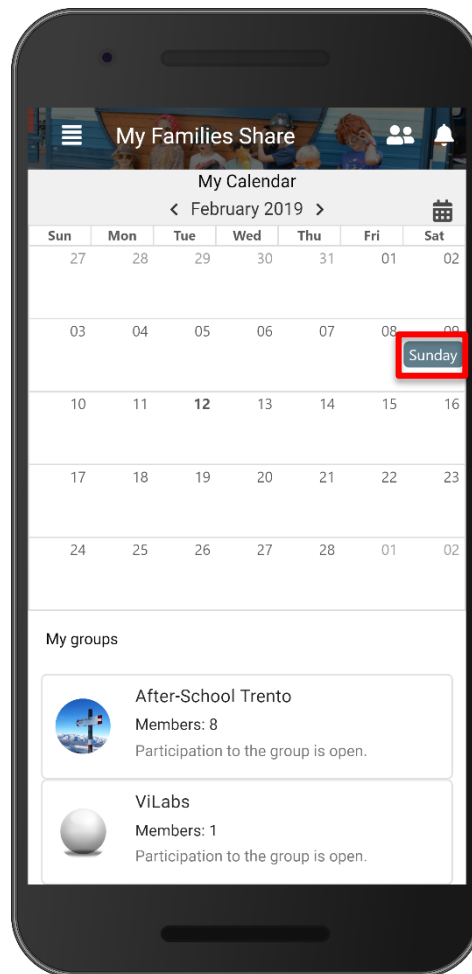 My Families Share
My Calendar
February 2019
Sun Mon Tue Wed Thu Fri Sat
27 28 29 30 31 01 02
03 04 05 06 07 08 09
Sunday
10 11 12 13 14 15 16
17 18 19 20 21 22 23
24 25 26 27 28 01 02
My groups
After-School Trento
Members: 8
Participation to the group is open.
ViLabs
Members: 1
Participation to the group is open.